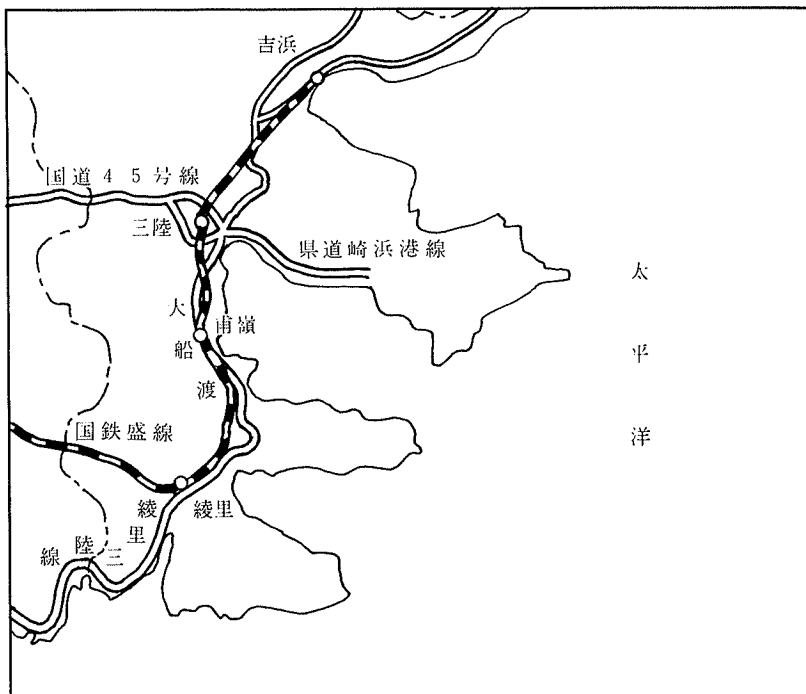 吉浜
国道45号線
三陸
県道崎浜港線
太平洋
甫嶺
国鉄盛線
綾里
大船渡綾里三陸線